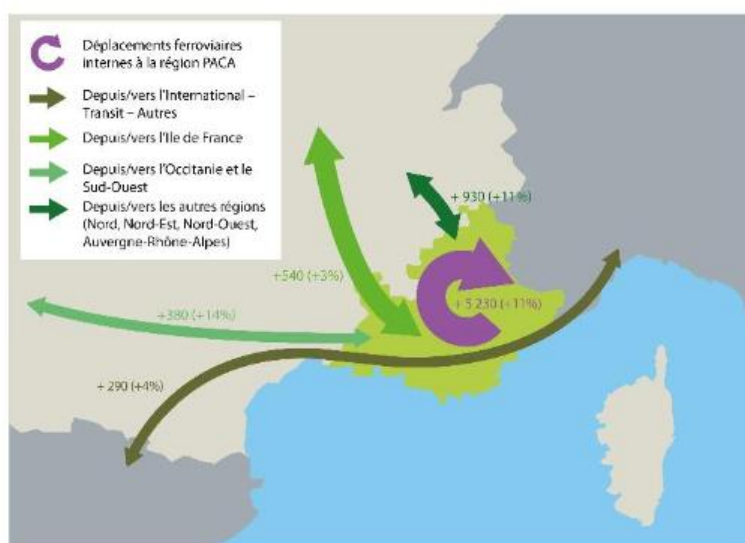 Déplacements ferroviaires
internes à la région PACA
Depuis/vers l'International –
Transit – Autres
Depuis/vers l'Ile de France
Depuis/vers l'Occitanie et le
Sud-Ouest
Depuis/vers les autres régions
(Nord, Nord-Est, Nord-Ouest,
Auvergne-Rhône-Alpes)
+ 930 (+11%)
+540 (+3%)
+ 5 230 (+11%)
+380 (+14%)
+ 290 (+4%)